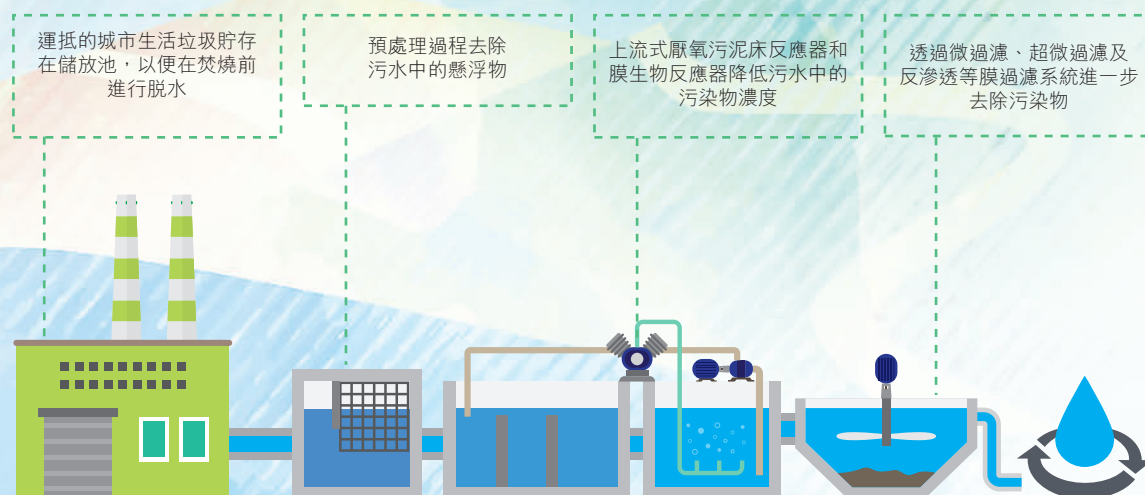 運抵的城市生活垃圾貯存
在儲放池，以便在焚燒前
進行脱水
預處理過程去除
污水中的懸浮物
上流式厭氧污泥床反應器和
膜生物反應器降低污水中的
污染物濃度
透過微過濾、超微過濾及
反滲透等膜過濾系統進一步
去除污染物